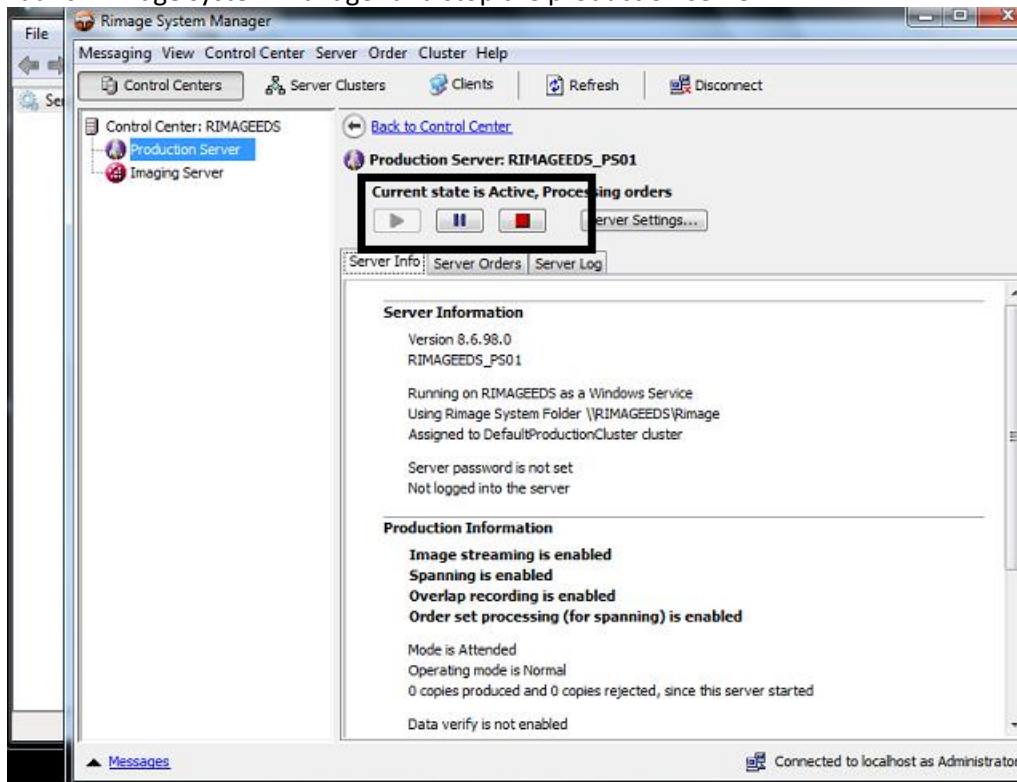 Rimage System Manager
File
Messaging View Control Center Server Order Cluster Help
Control Centers Server Clusters Clients Refresh Disconnect
Control Center: RIMAGEEDS
Production Server
Imaging Server
Back to Control Center
Production Server: RIMAGEEDS_PS01
Current state is Active, Processing orders
Server Settings...
Server Info Server Orders Server Log
Server Information
Version 8.6.98.0
RIMAGEEDS_PS01
Running on RIMAGEEDS as a Windows Service
Using Rimage System Folder \\RIMAGEEDS\Rimage
Assigned to DefaultProductionCluster cluster
Server password is not set
Not logged into the server
Production Information
Image streaming is enabled
Spanning is enabled
Overlap recording is enabled
Order set processing (for spanning) is enabled
Mode is Attended
Operating mode is Normal
0 copies produced and 0 copies rejected, since this server started
Data verify is not enabled
Messages
Connected to localhost as Administrator